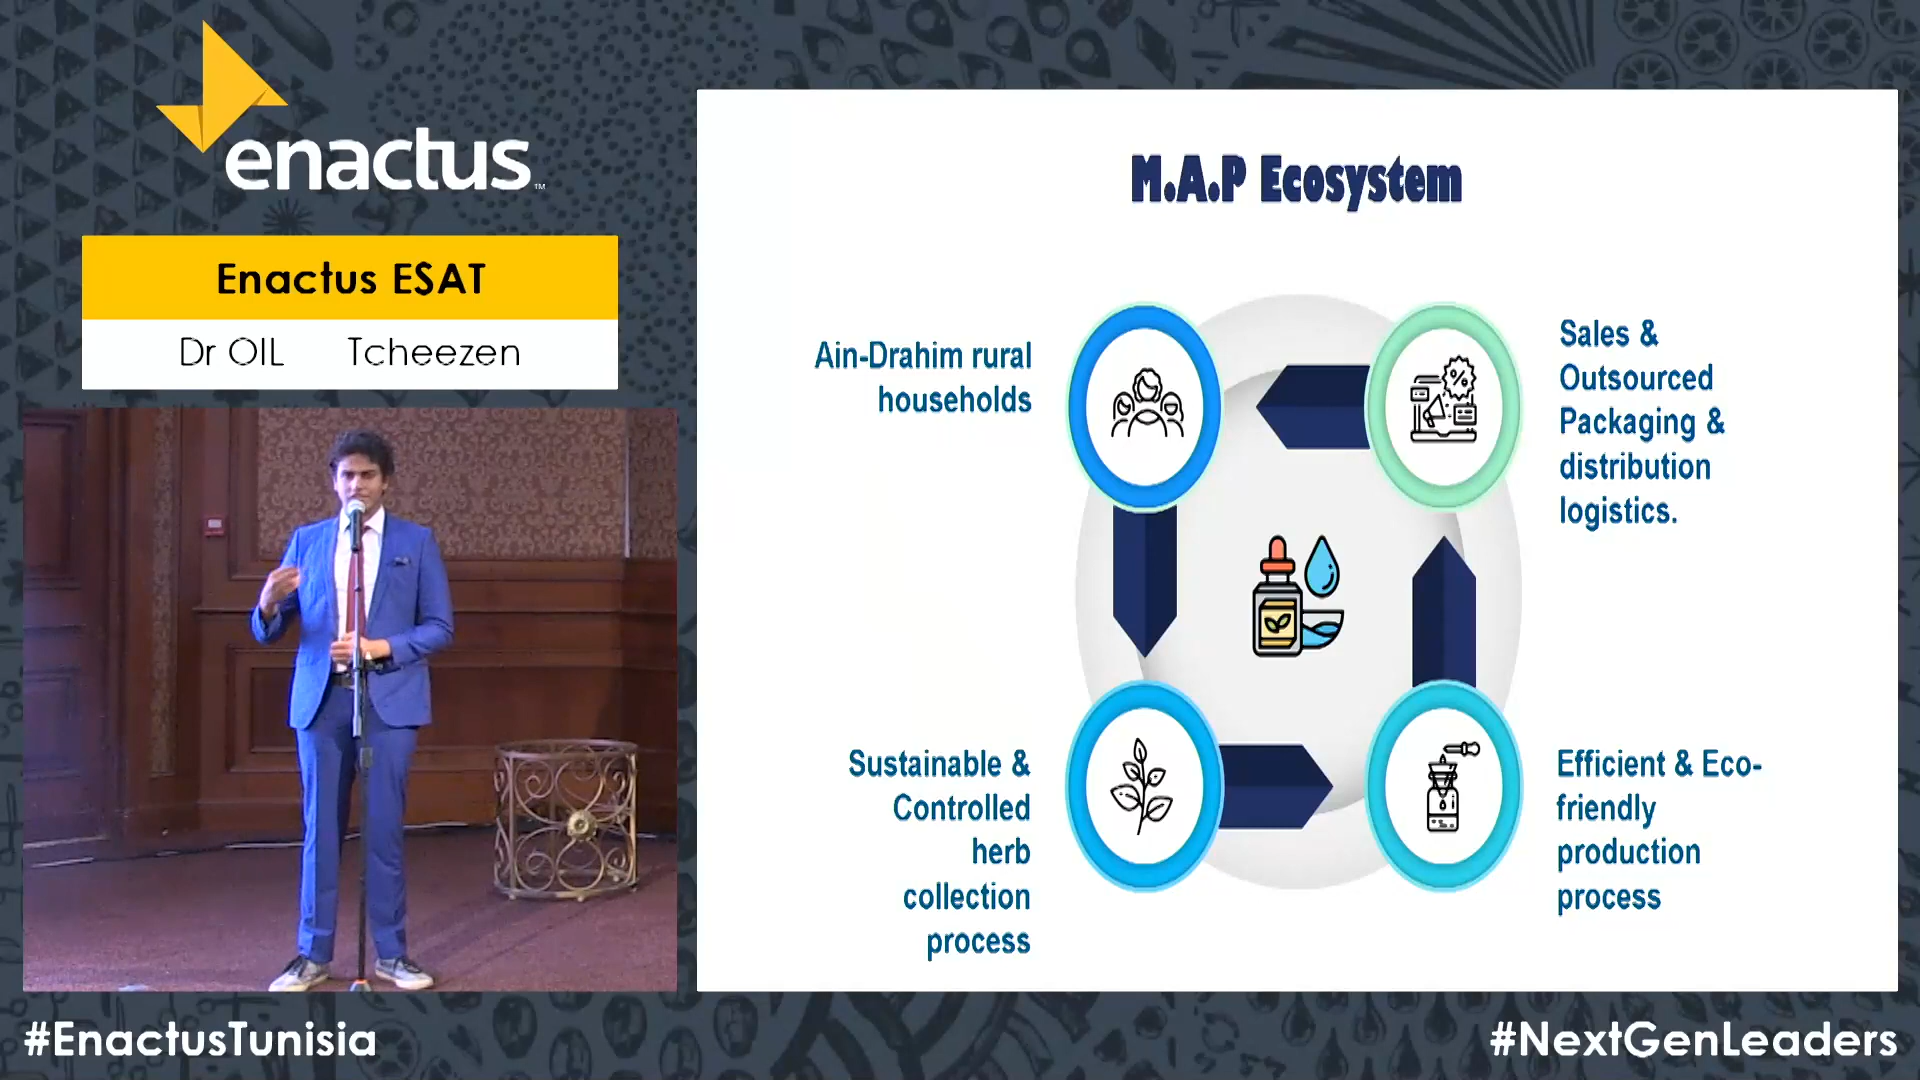 enactus™
Enactus ESAT
Dr OIL Tcheezen
M.A.P Ecosystem
Ain-Drahim rural
households
Sales &
Outsourced
Packaging &
distribution
logistics.
Sustainable &
Controlled
herb
collection
process
Efficient & Eco-
friendly
production
process
#EnactusTunisia
#NextGenLeaders